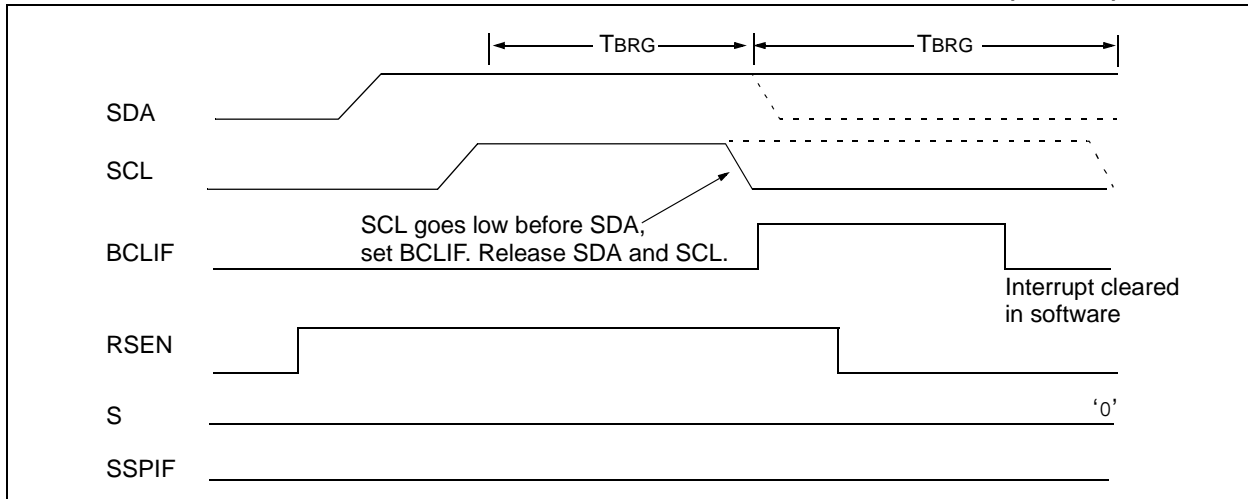 TBRG TBRG
SDA
SCL
SCL goes low before SDA,
set BCLIF. Release SDA and SCL.
BCLIF
Interrupt cleared
in software
RSEN
S ‘0’
SSPIF